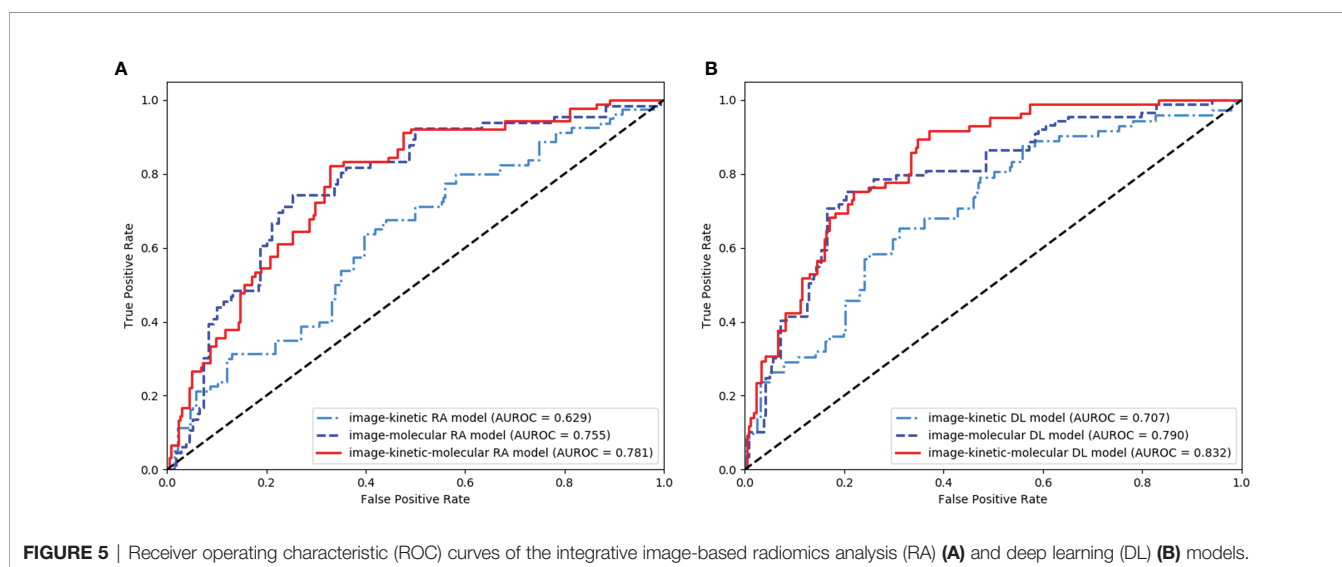 A
B
True Positive Rate
1.0
0.8
0.6
0.4
0.2
0.0
0.0 0.2 0.4 0.6 0.8 1.0
False Positive Rate
image-kinetic RA model (AUROC = 0.629)
image-molecular RA model (AUROC = 0.755)
image-kinetic-molecular RA model (AUROC = 0.781)
True Positive Rate
1.0
0.8
0.6
0.4
0.2
0.0
0.0 0.2 0.4 0.6 0.8 1.0
False Positive Rate
image-kinetic DL model (AUROC = 0.707)
image-molecular DL model (AUROC = 0.790)
image-kinetic-molecular DL model (AUROC = 0.832)
FIGURE 5 | Receiver operating characteristic (ROC) curves of the integrative image-based radiomics analysis (RA) (A) and deep learning (DL) (B) models.